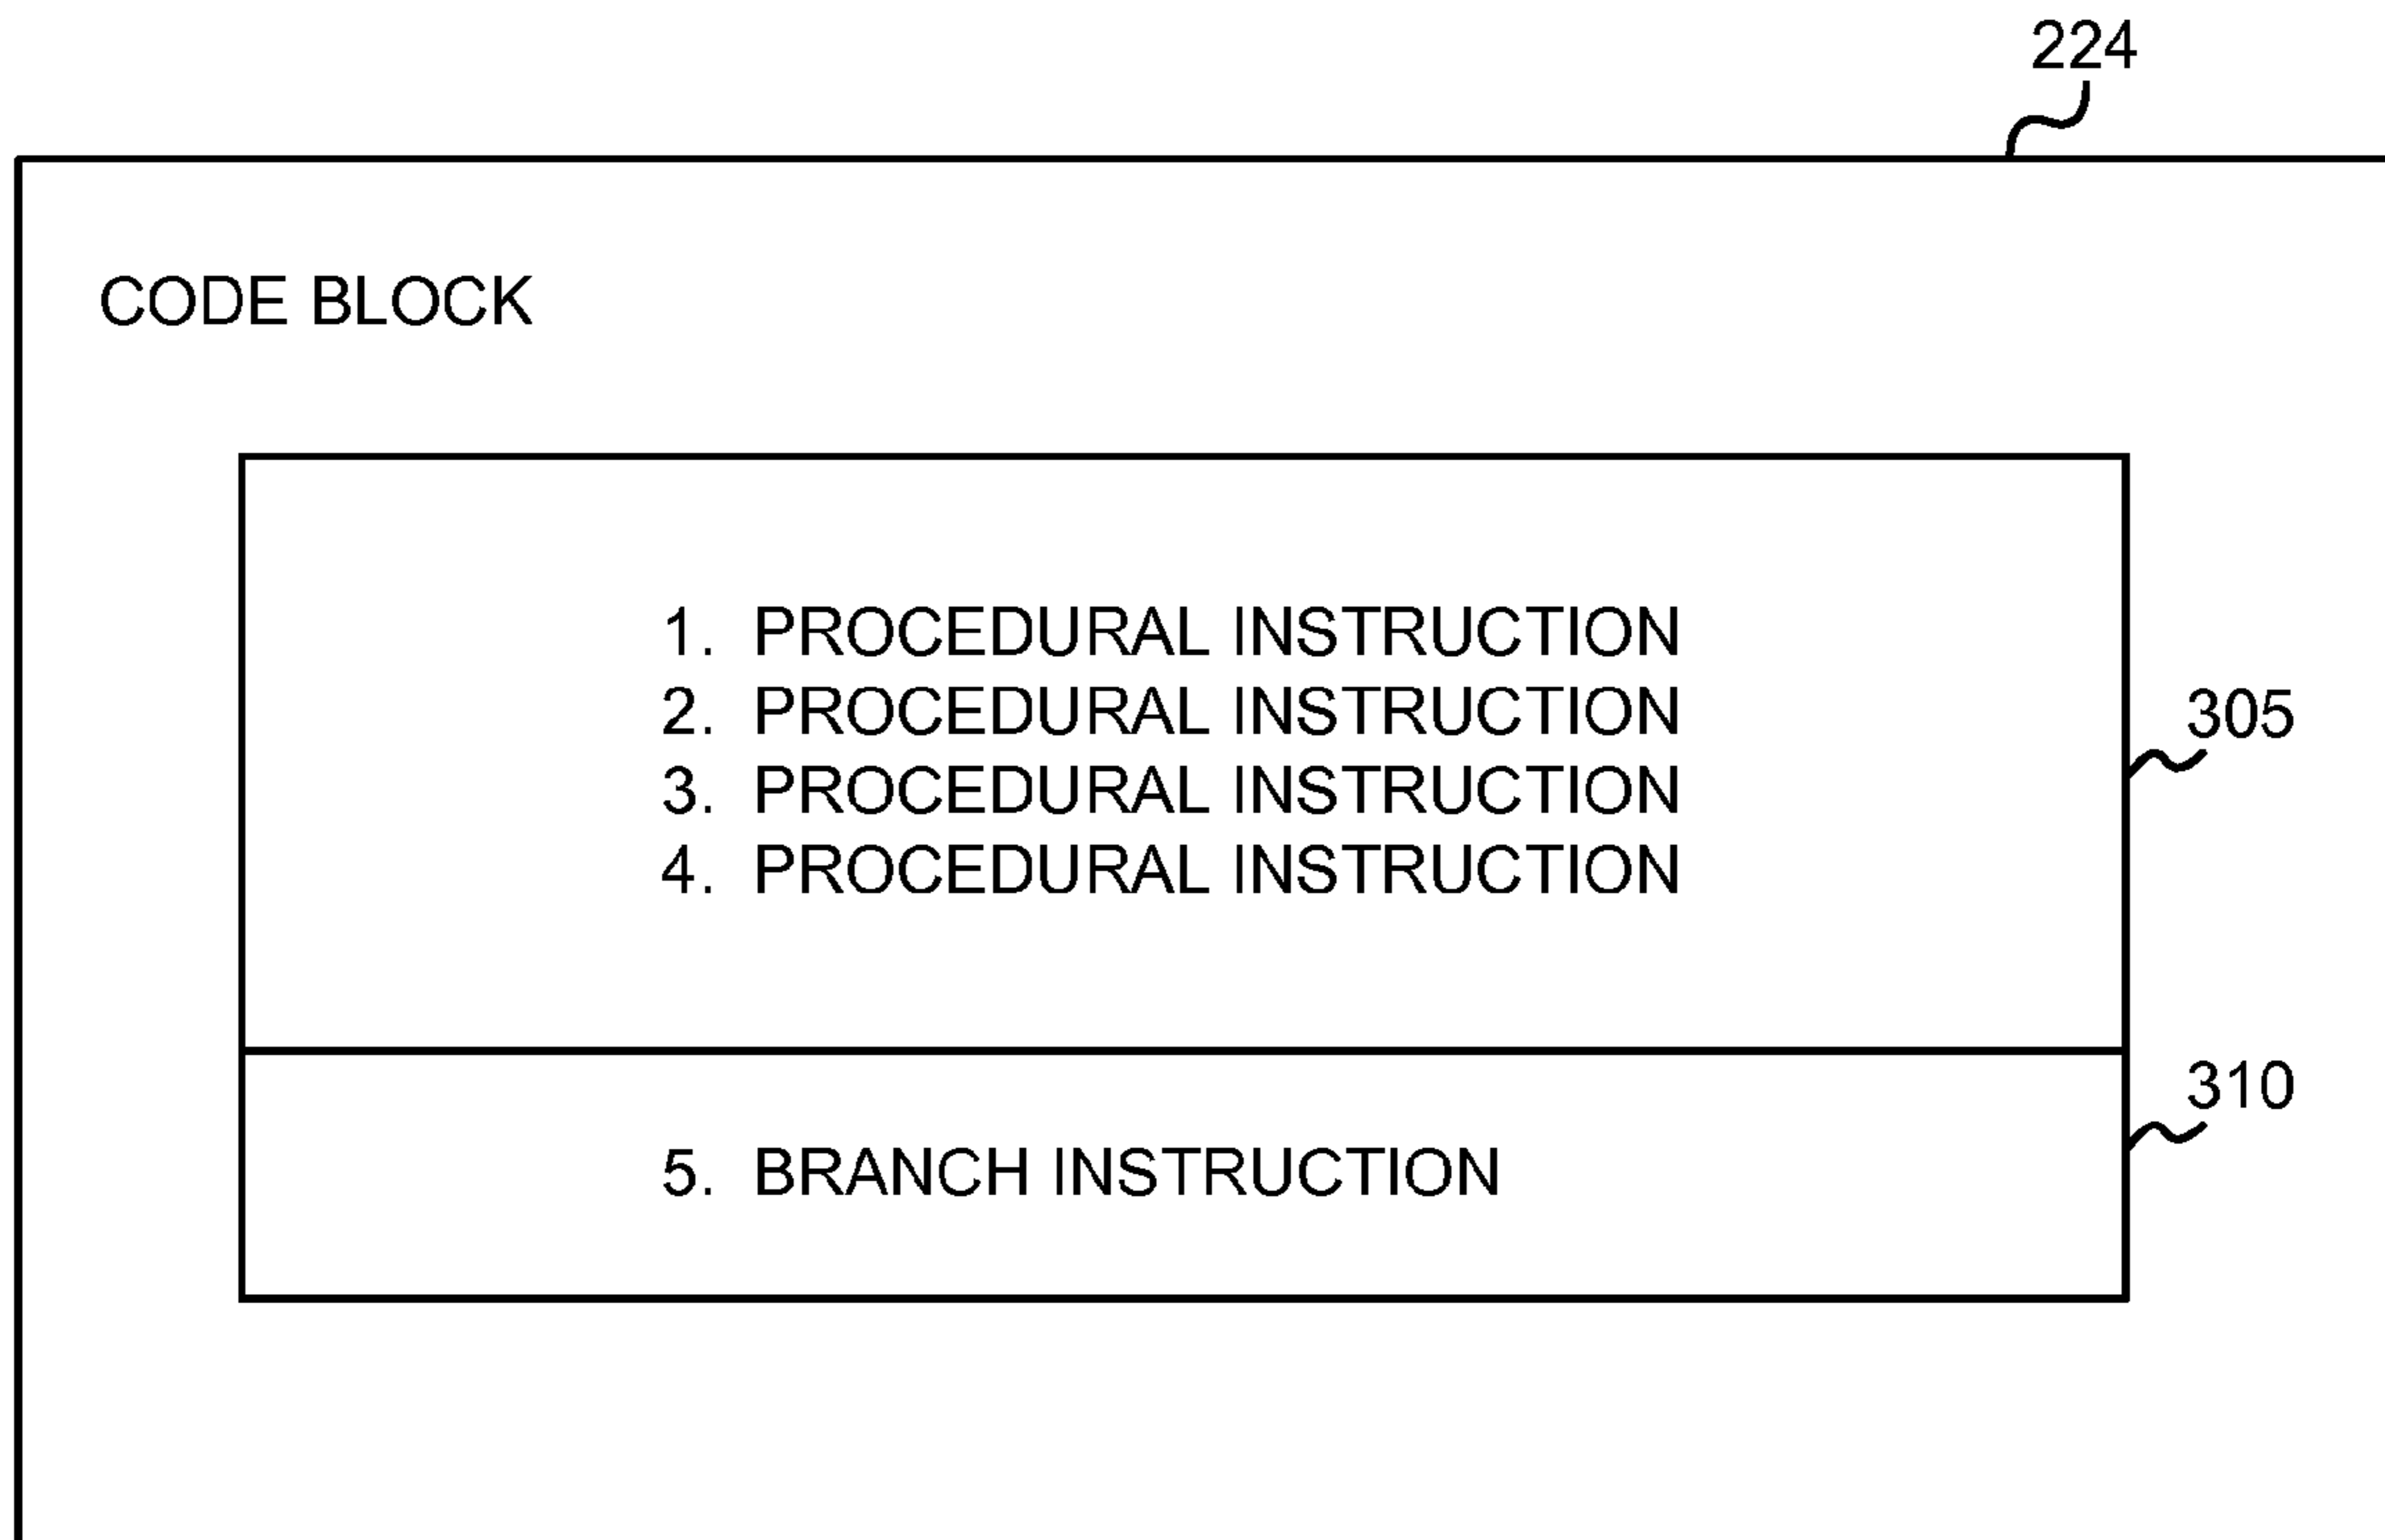 224
CODE BLOCK
1. PROCEDURAL INSTRUCTION
2. PROCEDURAL INSTRUCTION
3. PROCEDURAL INSTRUCTION
4. PROCEDURAL INSTRUCTION
305
310
5. BRANCH INSTRUCTION